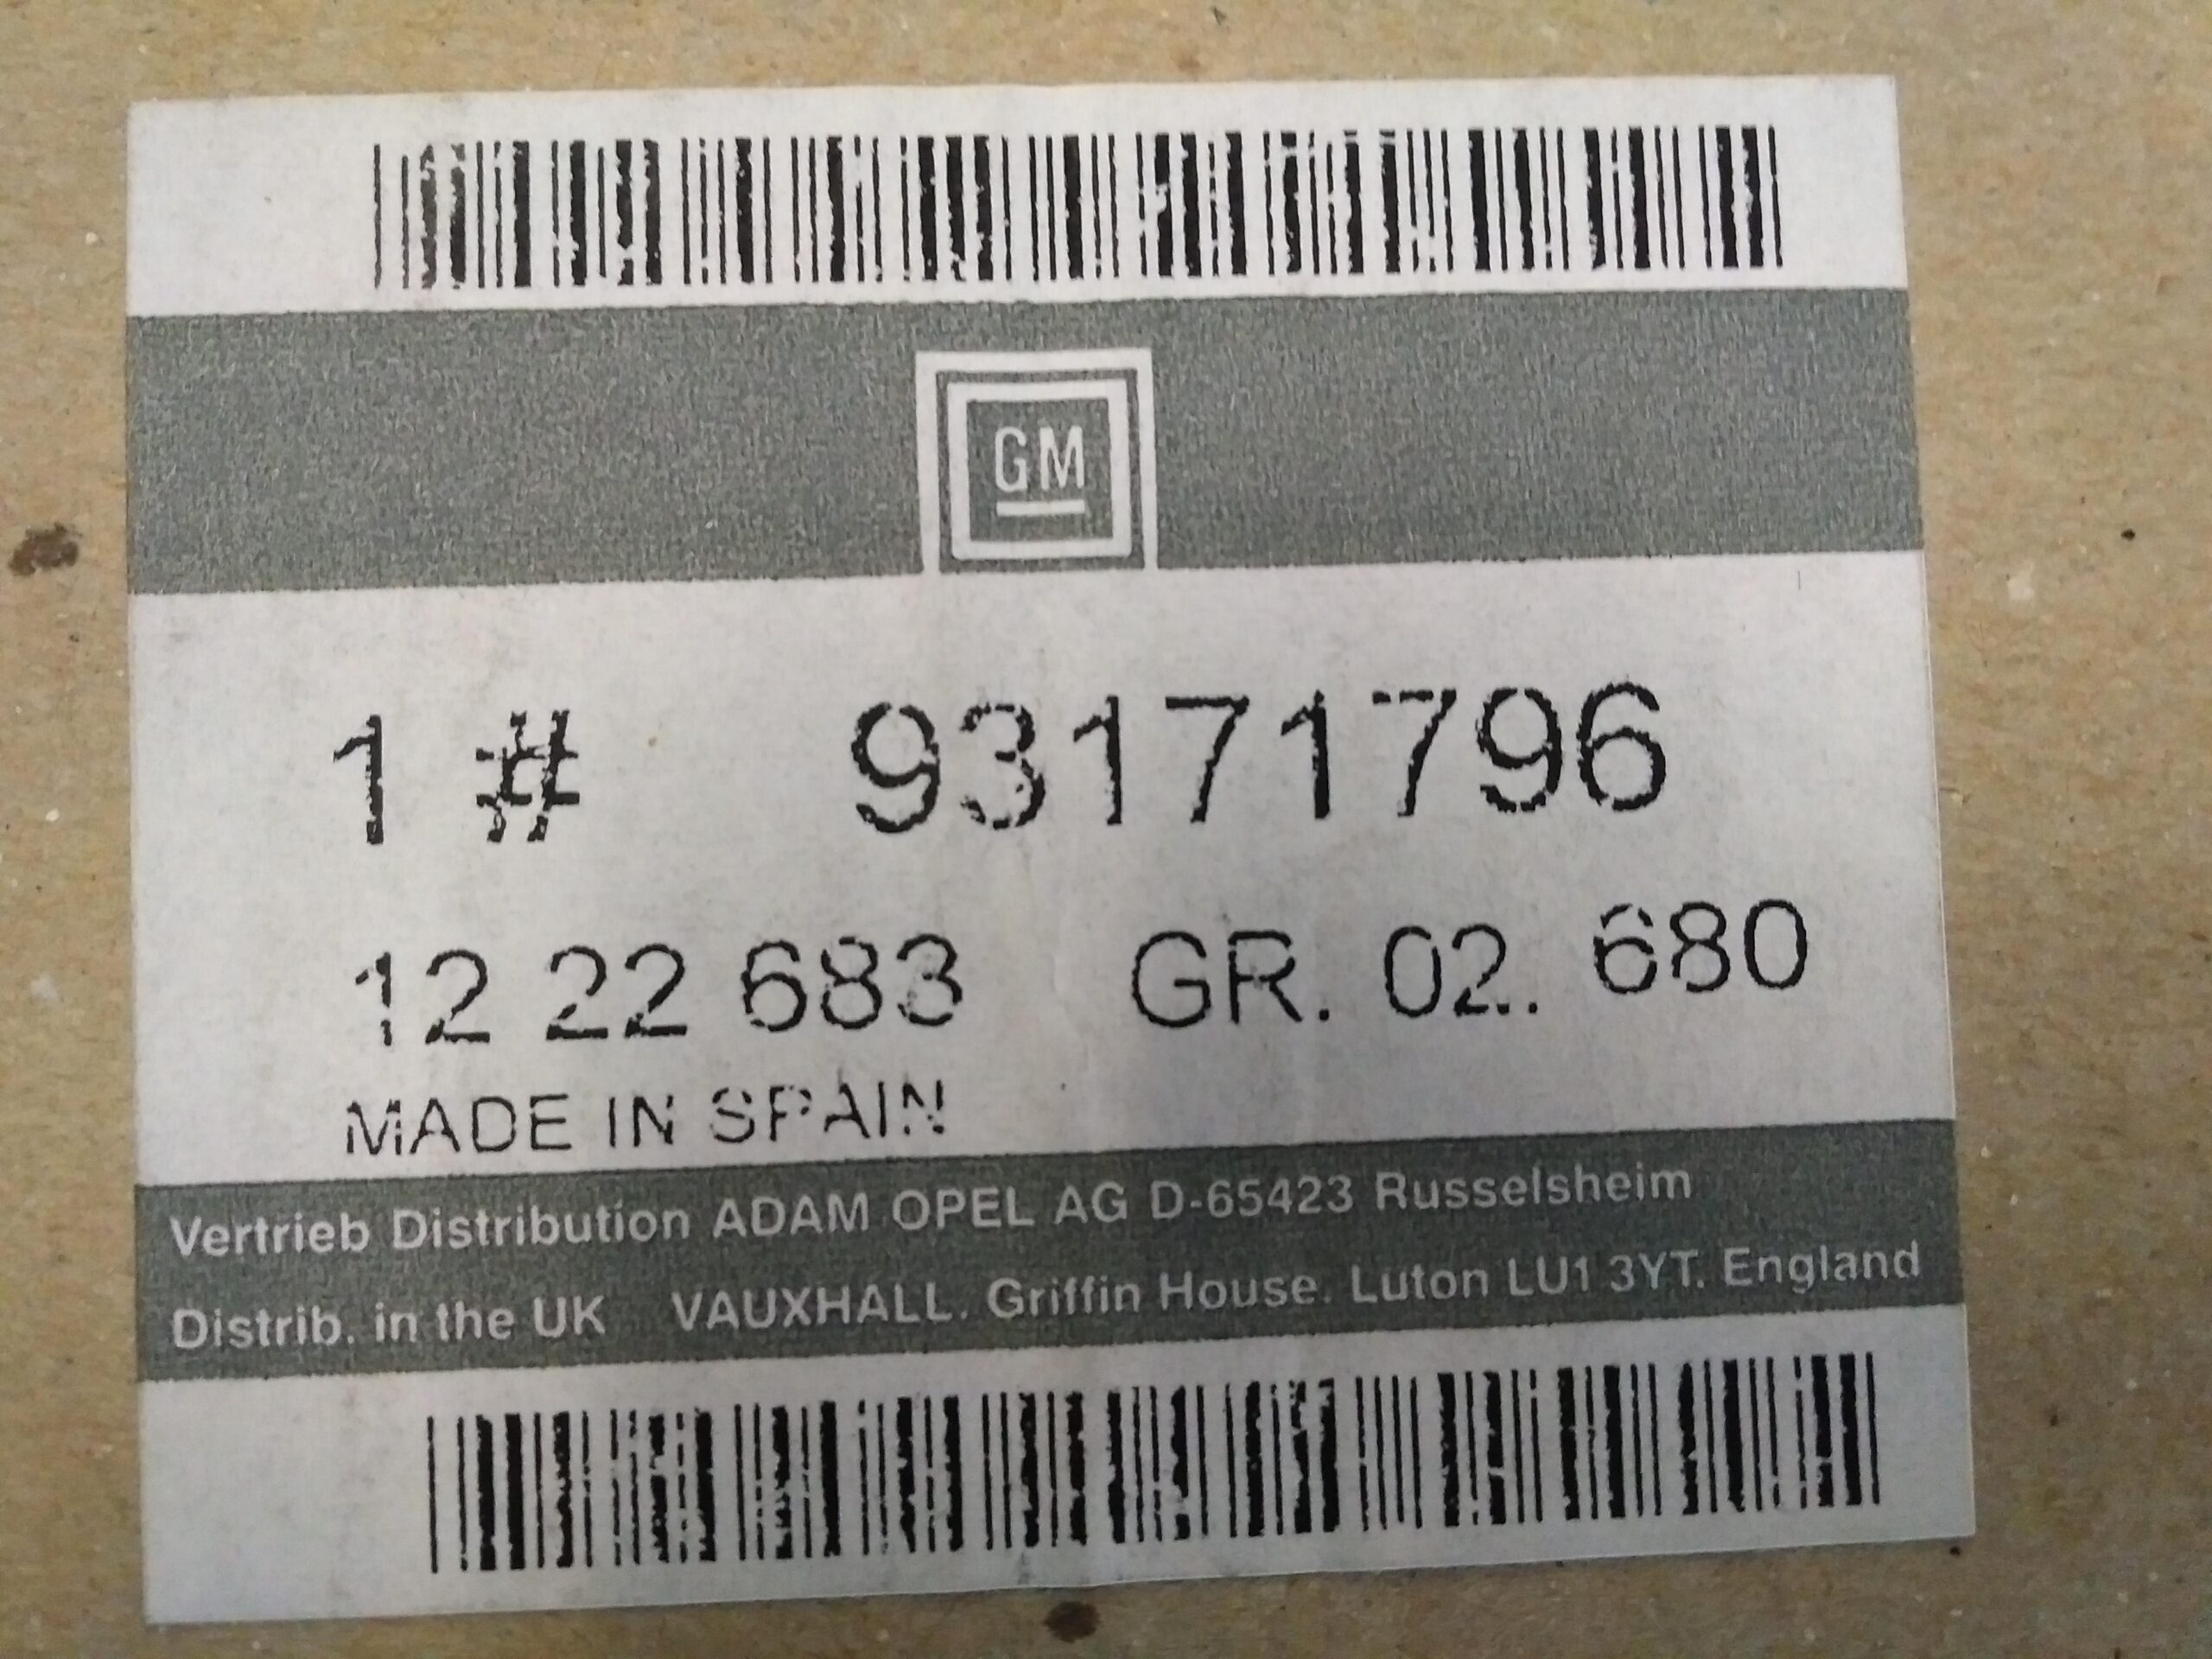 GM
1 # 93171796
12 22 683 GR. 02. 680
MADE IN SPAIN
Vertrieb Distribution ADAM OPEL AG D-65423 Russelsheim
Distrib. in the UK VAUXHALL. Griffin House. Luton LU1 3YT. England